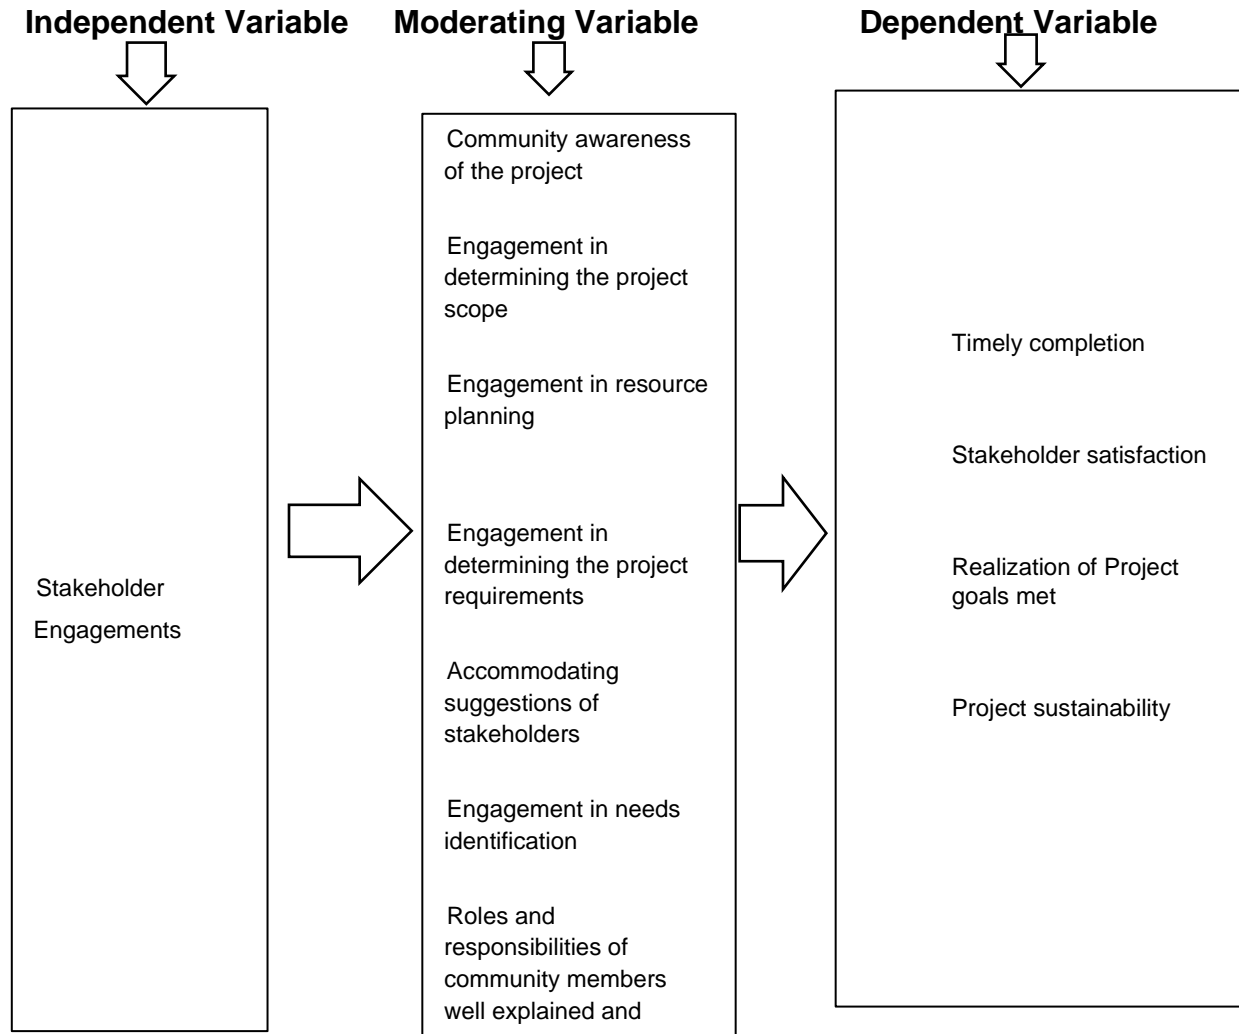 Independent Variable
Moderating Variable
Dependent Variable
Stakeholder
Engagements
Community awareness
of the project
Engagement in
determining the project
scope
Engagement in resource
planning
Engagement in
determining the project
requirements
Accommodating
suggestions of
stakeholders
Engagement in needs
identification
Roles and
responsibilities of
community members
well explained and
Timely completion
Stakeholder satisfaction
Realization of Project
goals met
Project sustainability